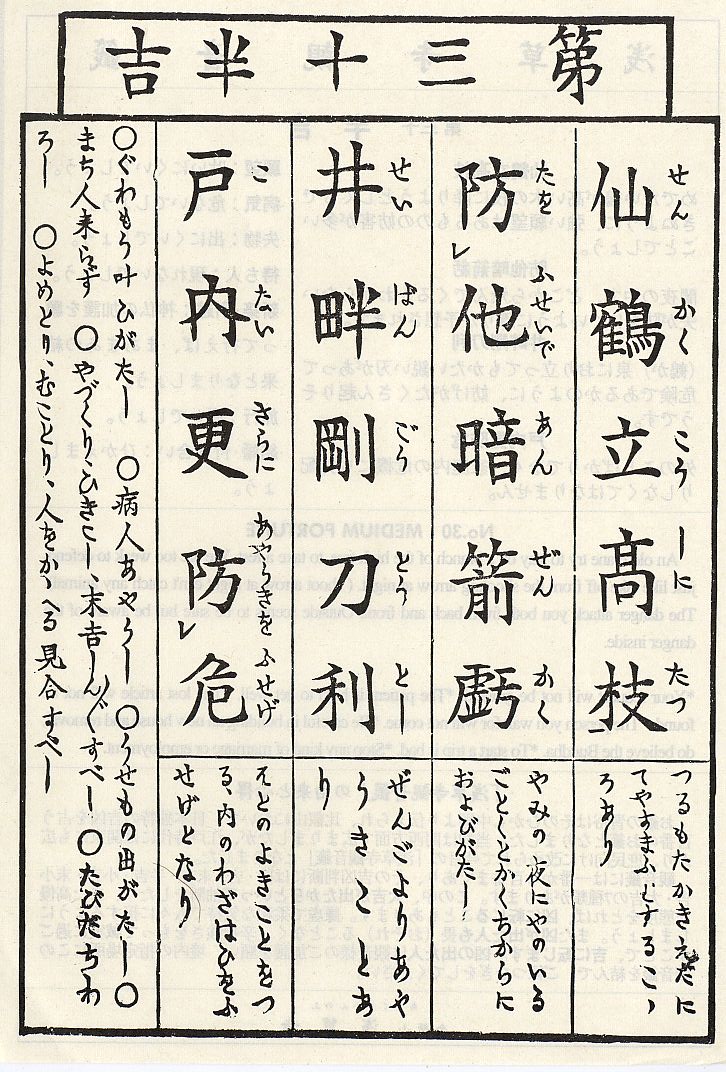 第三十半吉
仙鶴立高枝
せん かく こうしに たつ
つるもたかきえだに
てやすまふとするこゝ
ろあり
防他暗箭虧
たをふせいで あん ぜん かく
やみの夜にやのいる
ごとくとかくちからに
およびがたし
井畔剛刀利
せい はん ごう とう と
ぜんごよりあや
うきことあ
り
戸内更防危
こ ない さらに あやうきを ふせげ
そとのよきことをつ
る、内のわざはひをふ
せげとなり
○ぐわもう叶ひがたし ○病人あやうし ○うせもの出がたし○
まち人来らず ○やづくりこひきこし末吉しんじんすべし ○たびだちわ
ろし ○よめとりむことり、人をかゝへる見合すべし